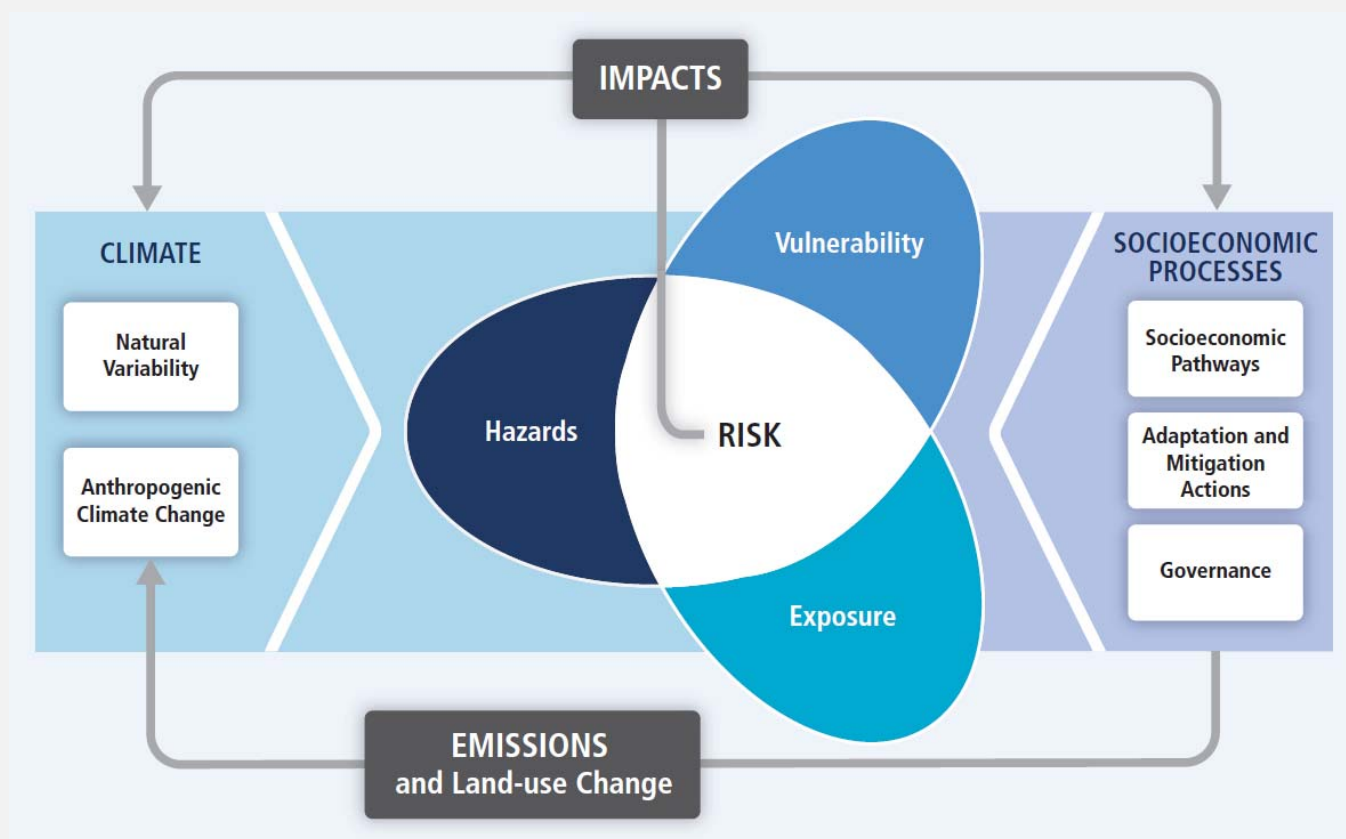 IMPACTS
CLIMATE
Natural
Variability
Anthropogenic
Climate Change
Vulnerability
Hazards
RISK
Exposure
SOCIOECONOMIC
PROCESSES
Socioeconomic
Pathways
Adaptation and
Mitigation
Actions
Governance
EMISSIONS
and Land-use Change